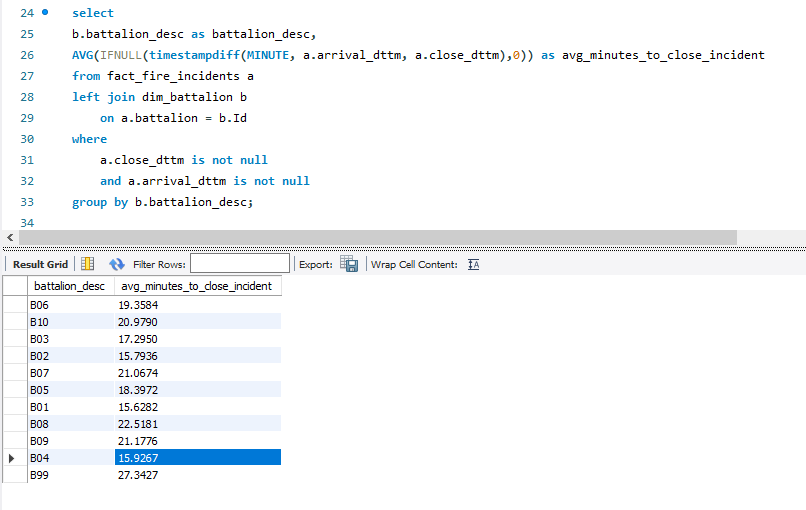 24 select
25 b.battalion_desc as battalion_desc,
26 AVG(IFNULL(timestampdiff(MINUTE, a.arrival_dttm, a.close_dttm),0)) as avg_minutes_to_close_incident
27 from fact_fire_incidents a
28 left join dim_battalion b
29 on a.battalion = b.Id
30 where
31 a.close_dttm is not null
32 and a.arrival_dttm is not null
33 group by b.battalion_desc;
34
Result Grid Filter Rows: Export: Wrap Cell Content:
battalion_desc avg_minutes_to_close_incident
B06 19.3584
B10 20.9790
B03 17.2950
B02 15.7936
B07 21.0674
B05 18.3972
B01 15.6282
B08 22.5181
B09 21.1776
B04 15.9267
B99 27.3427